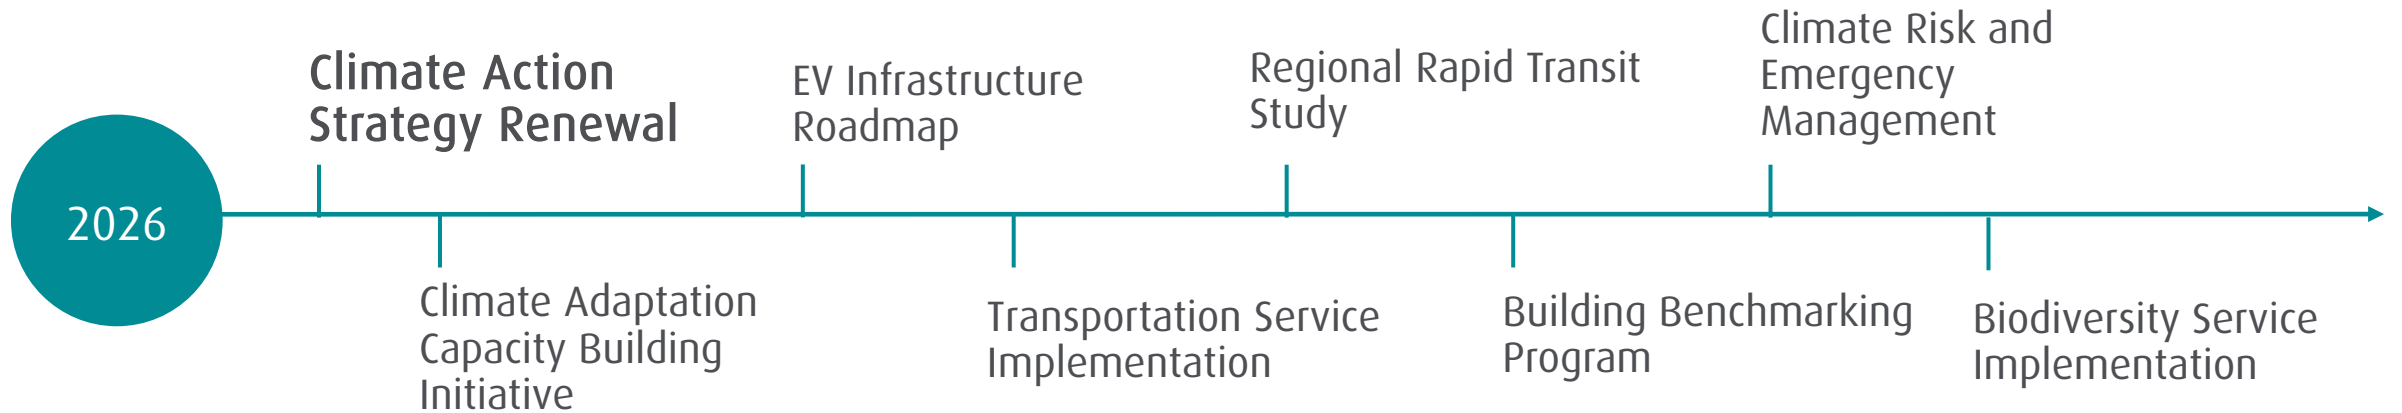 2026
Climate Action
Strategy Renewal
Climate Adaptation
Capacity Building
Initiative
EV Infrastructure
Roadmap
Transportation Service
Implementation
Regional Rapid Transit
Study
Building Benchmarking
Program
Climate Risk and
Emergency
Management
Biodiversity Service
Implementation